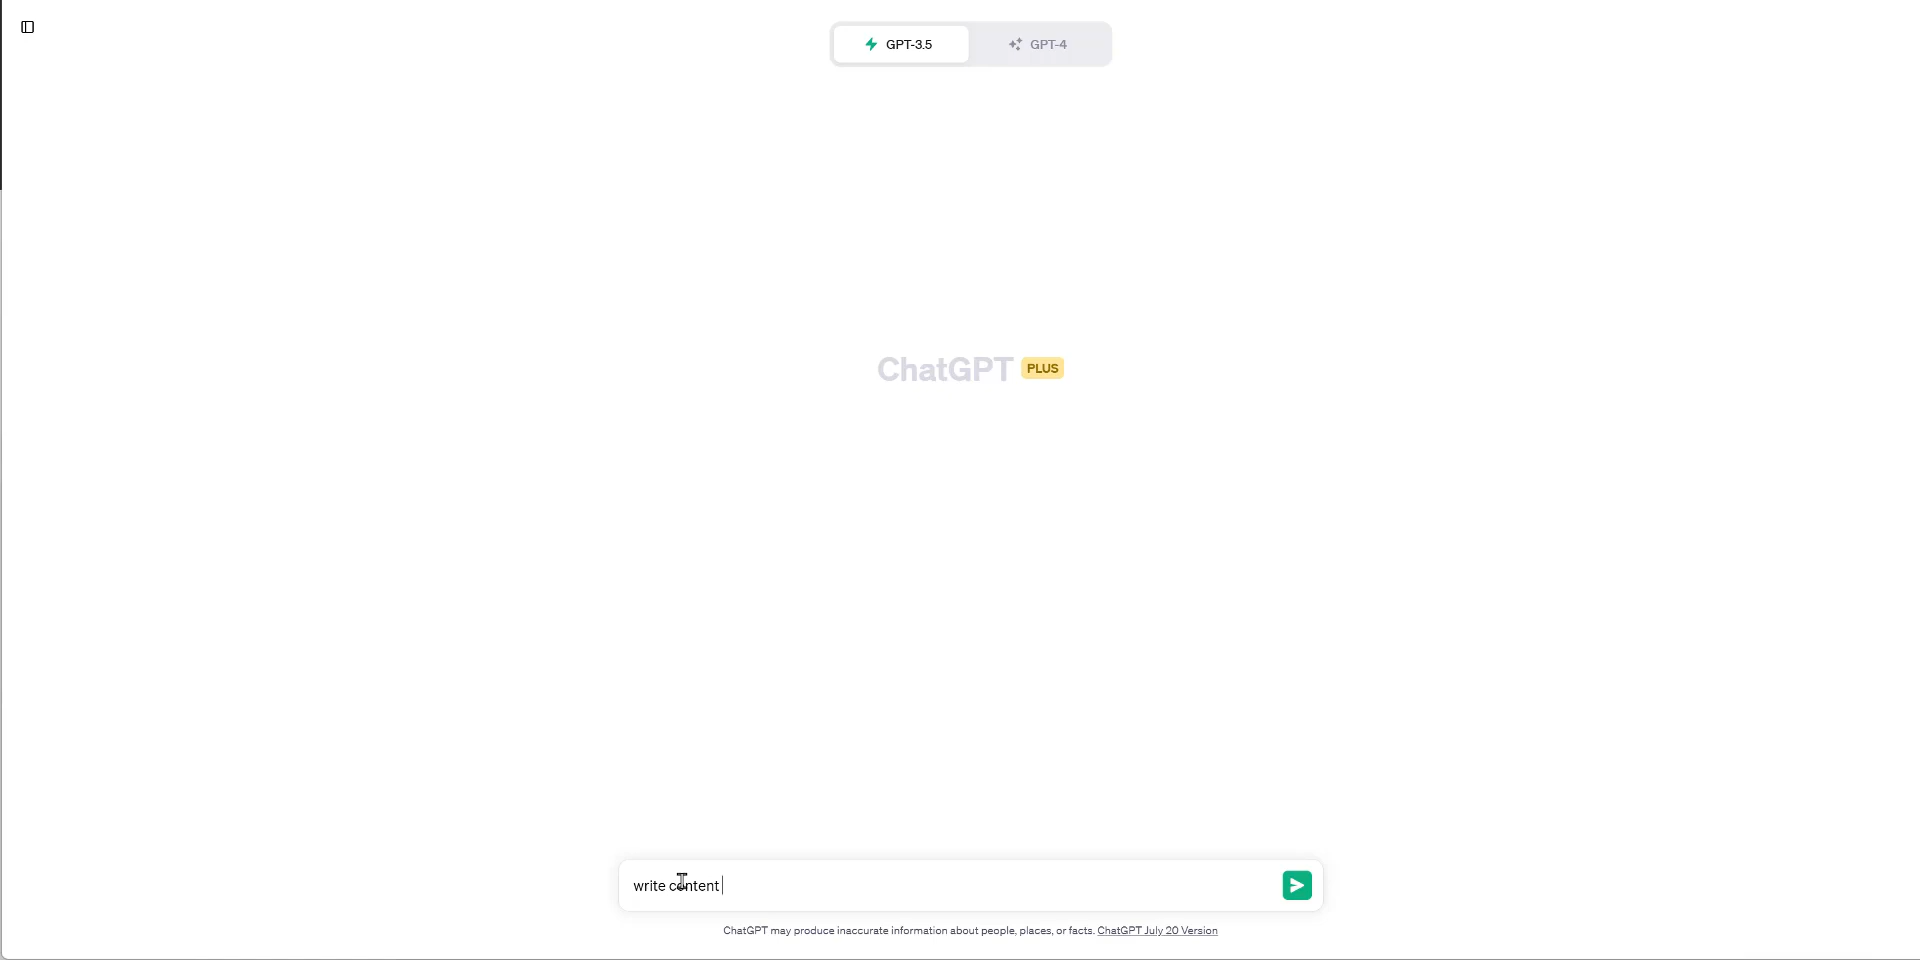 GPT-3.5
GPT-4
ChatGPT PLUS
write content
ChatGPT may produce inaccurate information about people, places, or facts. ChatGPT July 20 Version